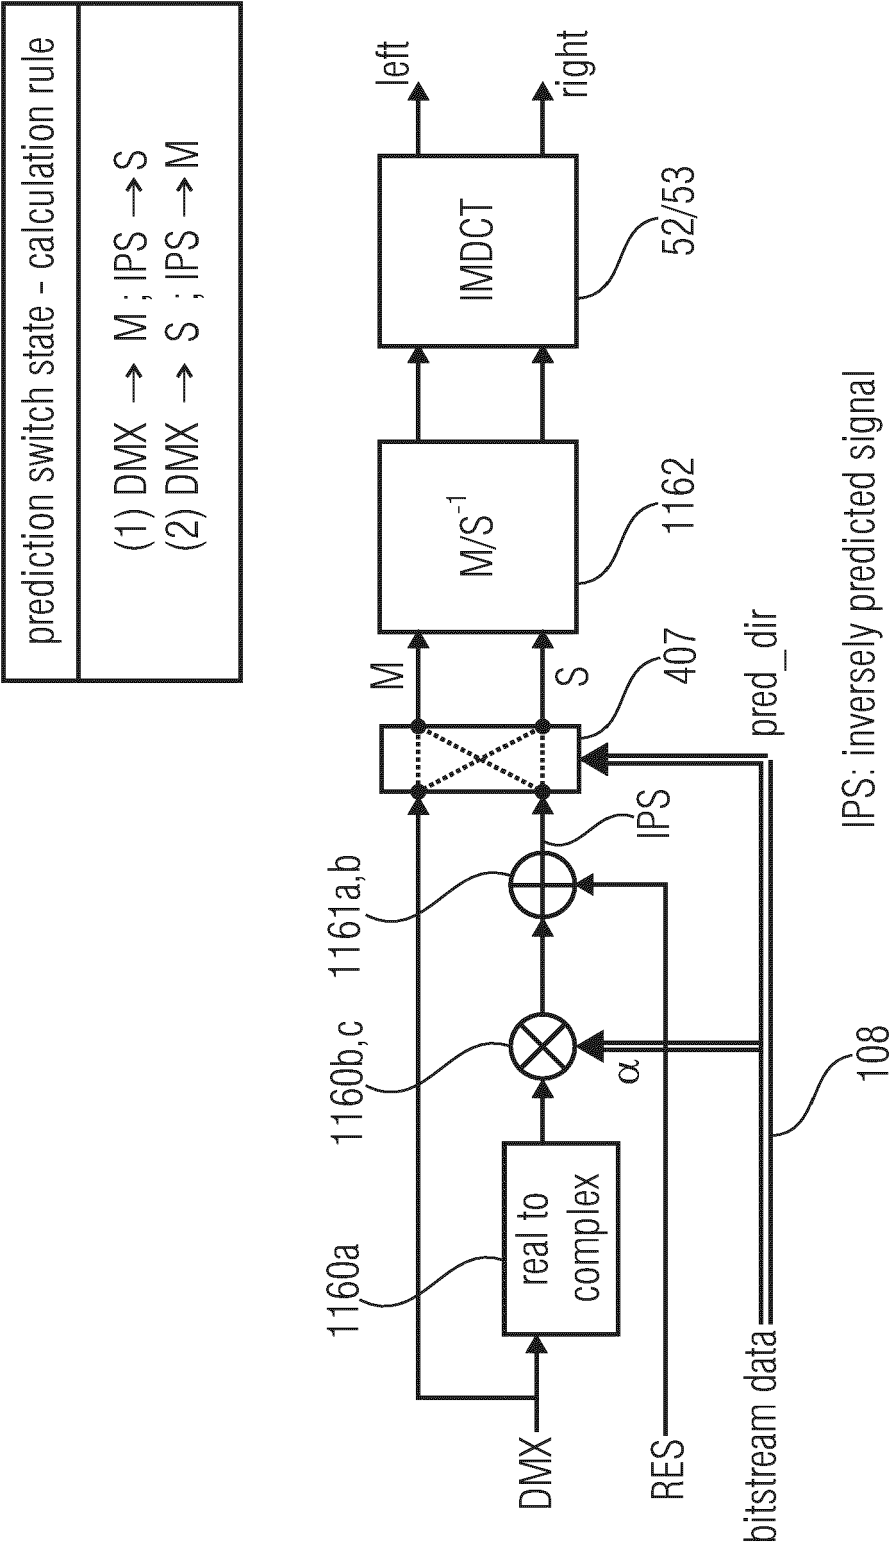 prediction switch state - calculation rule
(1) DMX → M ; IPS → S
(2) DMX → S ; IPS → M
left
right
IMDCT
52/53
M/S⁻¹
1162
M
S
407
pred_dir
IPS
1161a,b
1160b,c
α
108
real to
complex
1160a
DMX
RES
bitstream data
IPS: inversely predicted signal